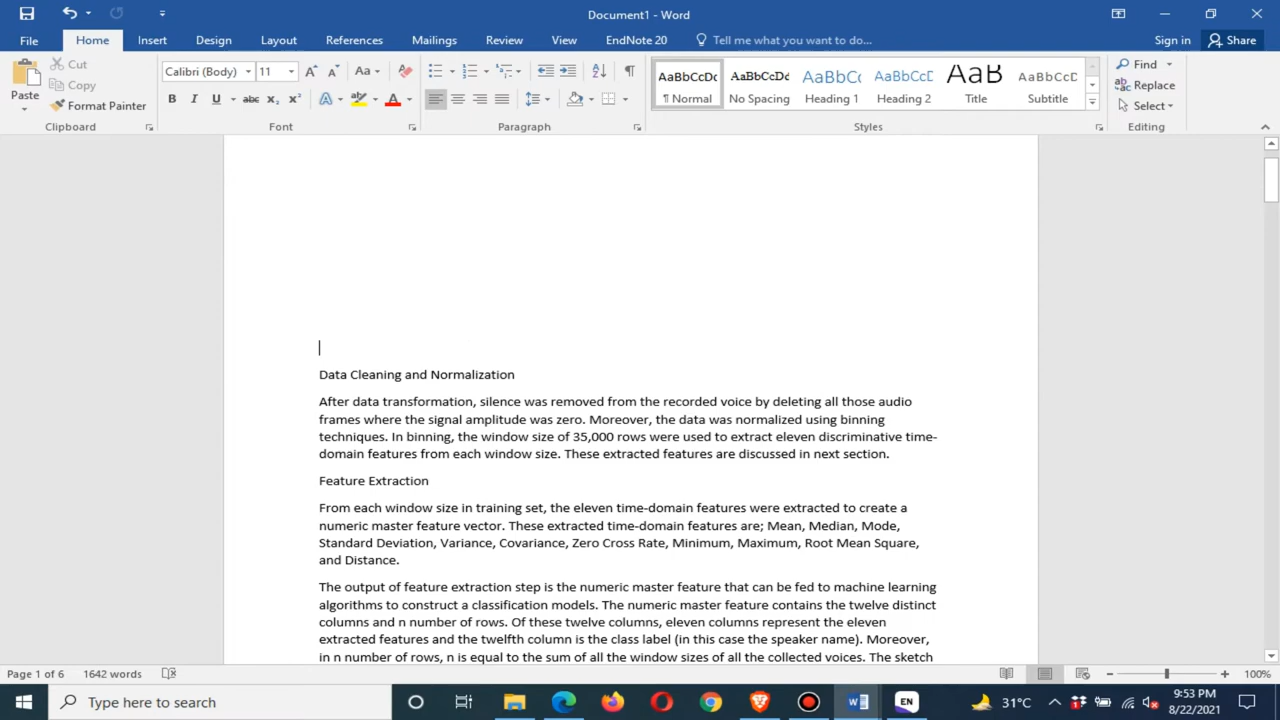 Document1 - Word
File Home Insert Design Layout References Mailings Review View EndNote 20 Tell me what you want to do... Sign in Share
Paste Cut Copy Format Painter Clipboard
Calibri (Body) 11 Aa B I U abc X₂ X² A A Font
Paragraph
AaBbCcDc ¶ Normal AaBbCcDd No Spacing AaBbC( Heading 1 AaBbCcD Heading 2 AaB Title AaBbCcD Subtitle Styles
Find Replace Select Editing
Data Cleaning and Normalization
After data transformation, silence was removed from the recorded voice by deleting all those audio
frames where the signal amplitude was zero. Moreover, the data was normalized using binning
techniques. In binning, the window size of 35,000 rows were used to extract eleven discriminative time-
domain features from each window size. These extracted features are discussed in next section.
Feature Extraction
From each window size in training set, the eleven time-domain features were extracted to create a
numeric master feature vector. These extracted time-domain features are; Mean, Median, Mode,
Standard Deviation, Variance, Covariance, Zero Cross Rate, Minimum, Maximum, Root Mean Square,
and Distance.
The output of feature extraction step is the numeric master feature that can be fed to machine learning
algorithms to construct a classification models. The numeric master feature contains the twelve distinct
columns and n number of rows. Of these twelve columns, eleven columns represent the eleven
extracted features and the twelfth column is the class label (in this case the speaker name). Moreover,
in n number of rows, n is equal to the sum of all the window sizes of all the collected voices. The sketch
Page 1 of 6 1642 words 100%
Type here to search EN 31°C 9:53 PM
8/22/2021